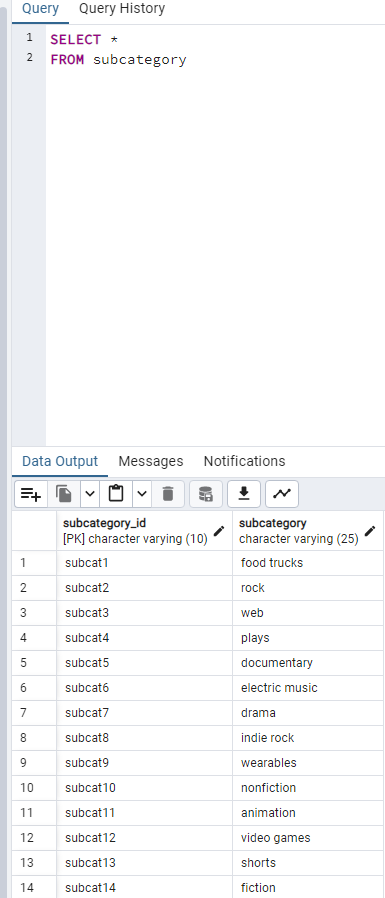 Query Query History
1 SELECT *
2 FROM subcategory
Data Output Messages Notifications
subcategory_id subcategory
[PK] character varying (10) character varying (25)
1 subcat1 food trucks
2 subcat2 rock
3 subcat3 web
4 subcat4 plays
5 subcat5 documentary
6 subcat6 electric music
7 subcat7 drama
8 subcat8 indie rock
9 subcat9 wearables
10 subcat10 nonfiction
11 subcat11 animation
12 subcat12 video games
13 subcat13 shorts
14 subcat14 fiction